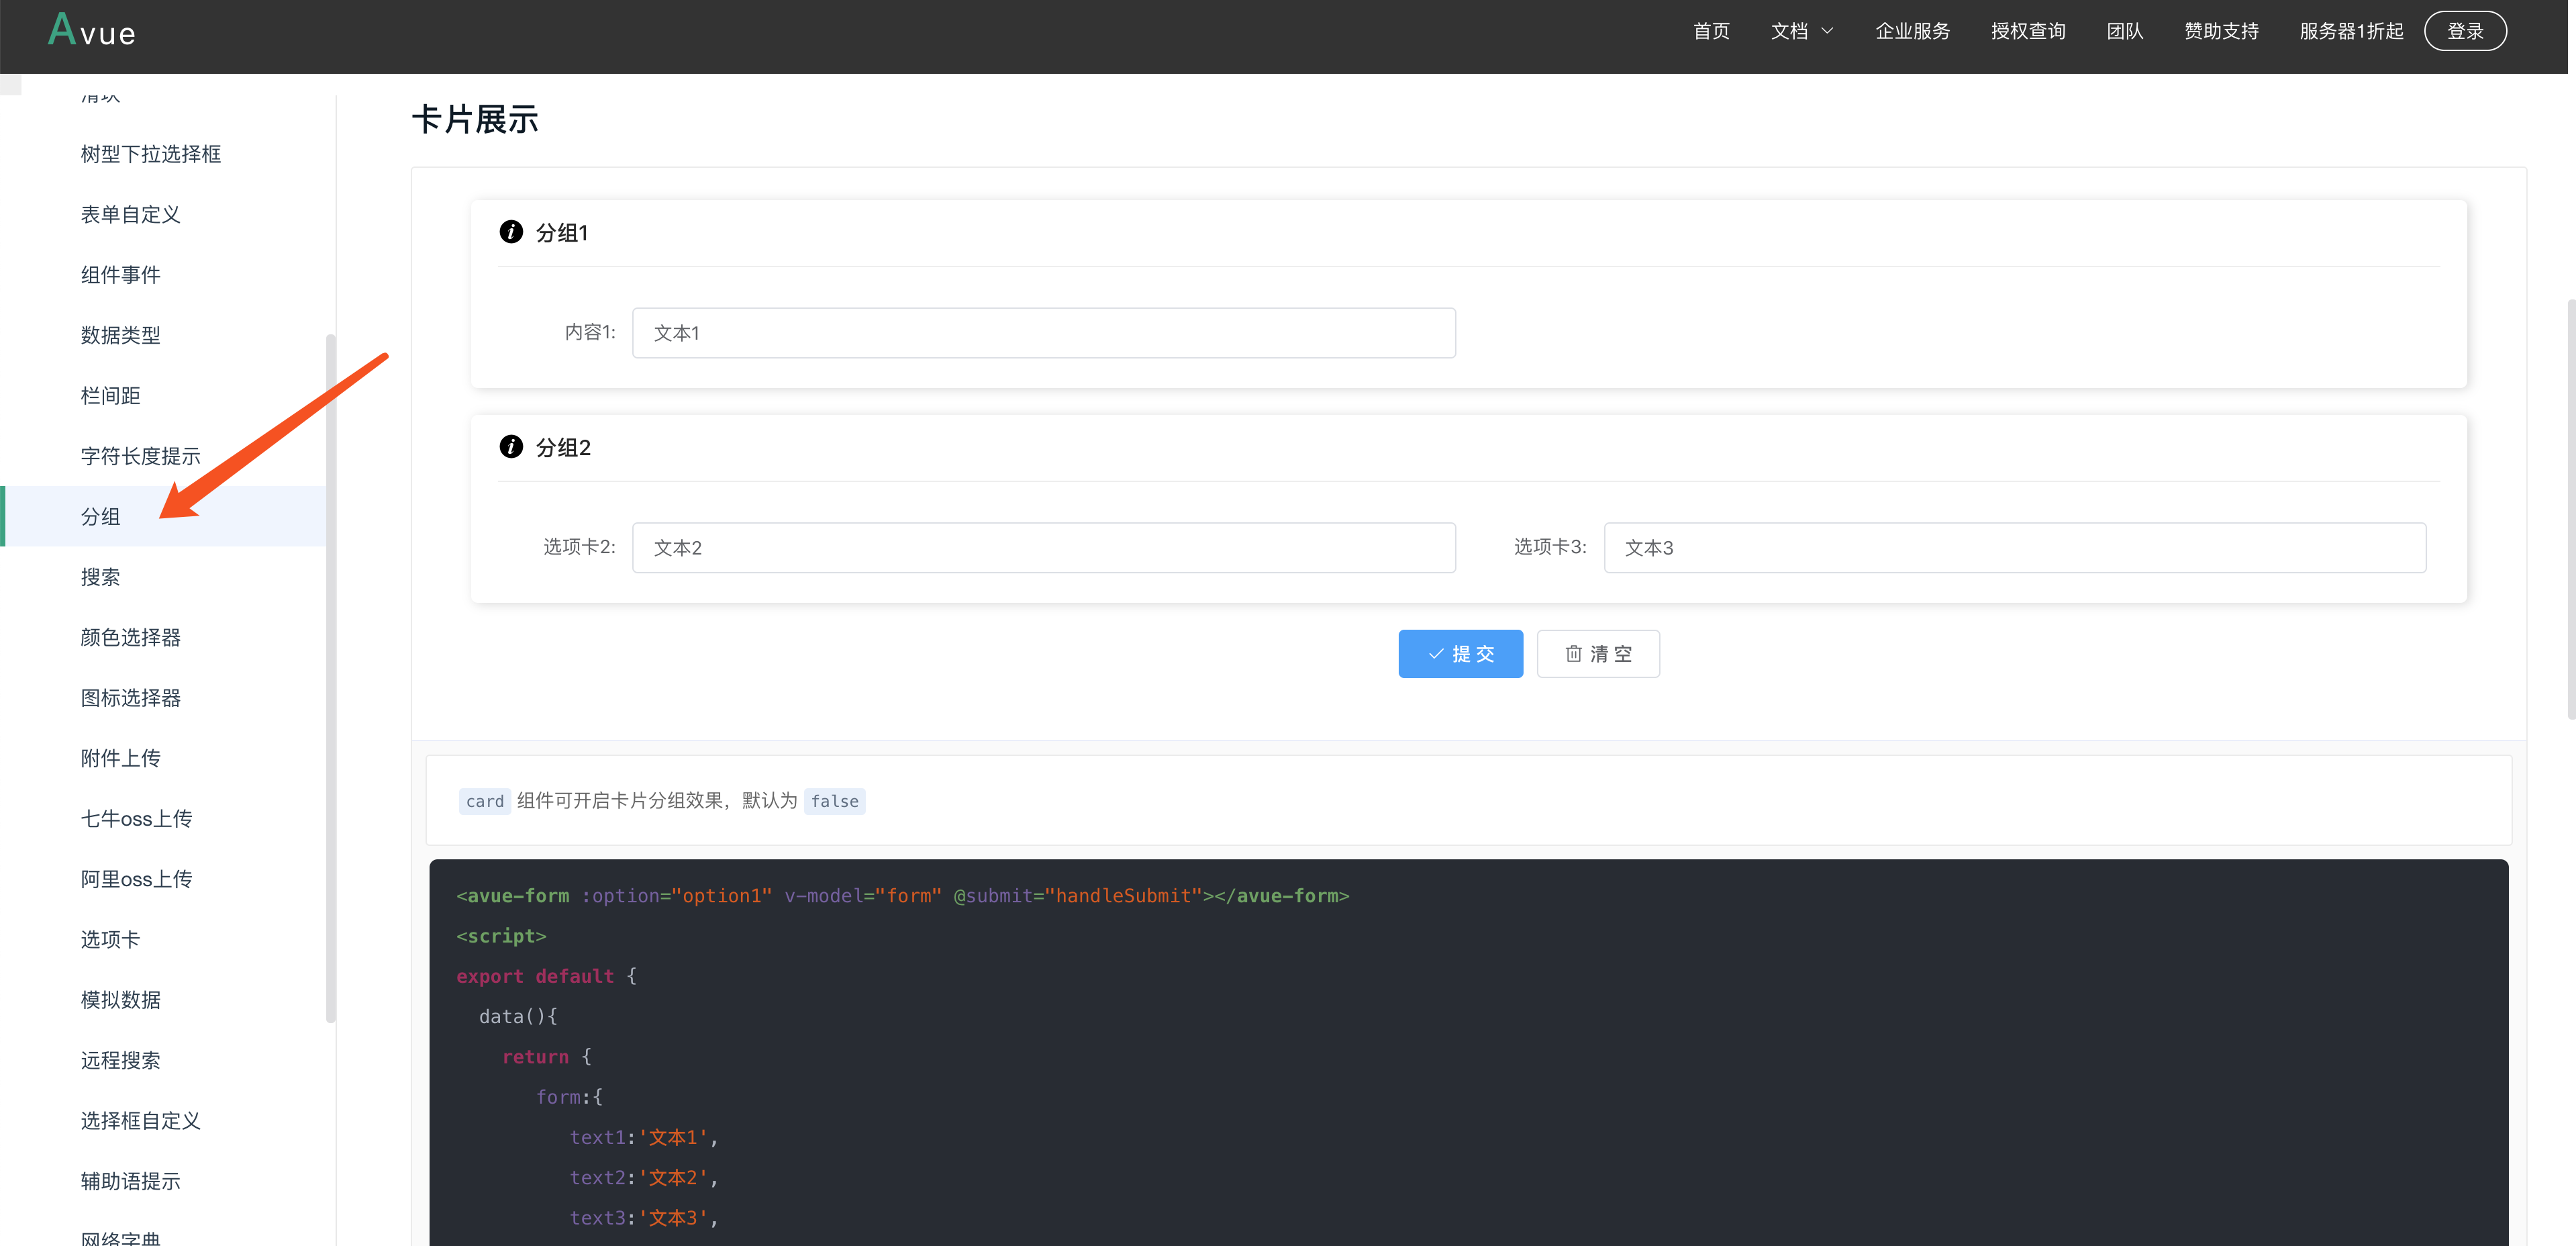 Avue
首页 文档 企业服务 授权查询 团队 赞助支持 服务器1折起 登录
滑块
树型下拉选择框
表单自定义
组件事件
数据类型
栏间距
字符长度提示
分组
搜索
颜色选择器
图标选择器
附件上传
七牛oss上传
阿里oss上传
选项卡
模拟数据
远程搜索
选择框自定义
辅助语提示
网络字典
卡片展示
分组1
内容1: 文本1
分组2
选项卡2: 文本2 选项卡3: 文本3
提 交 清 空
card 组件可开启卡片分组效果，默认为 false
<avue-form :option="option1" v-model="form" @submit="handleSubmit"></avue-form>
<script>
export default {
data(){
return {
form:{
text1:'文本1',
text2:'文本2',
text3:'文本3',